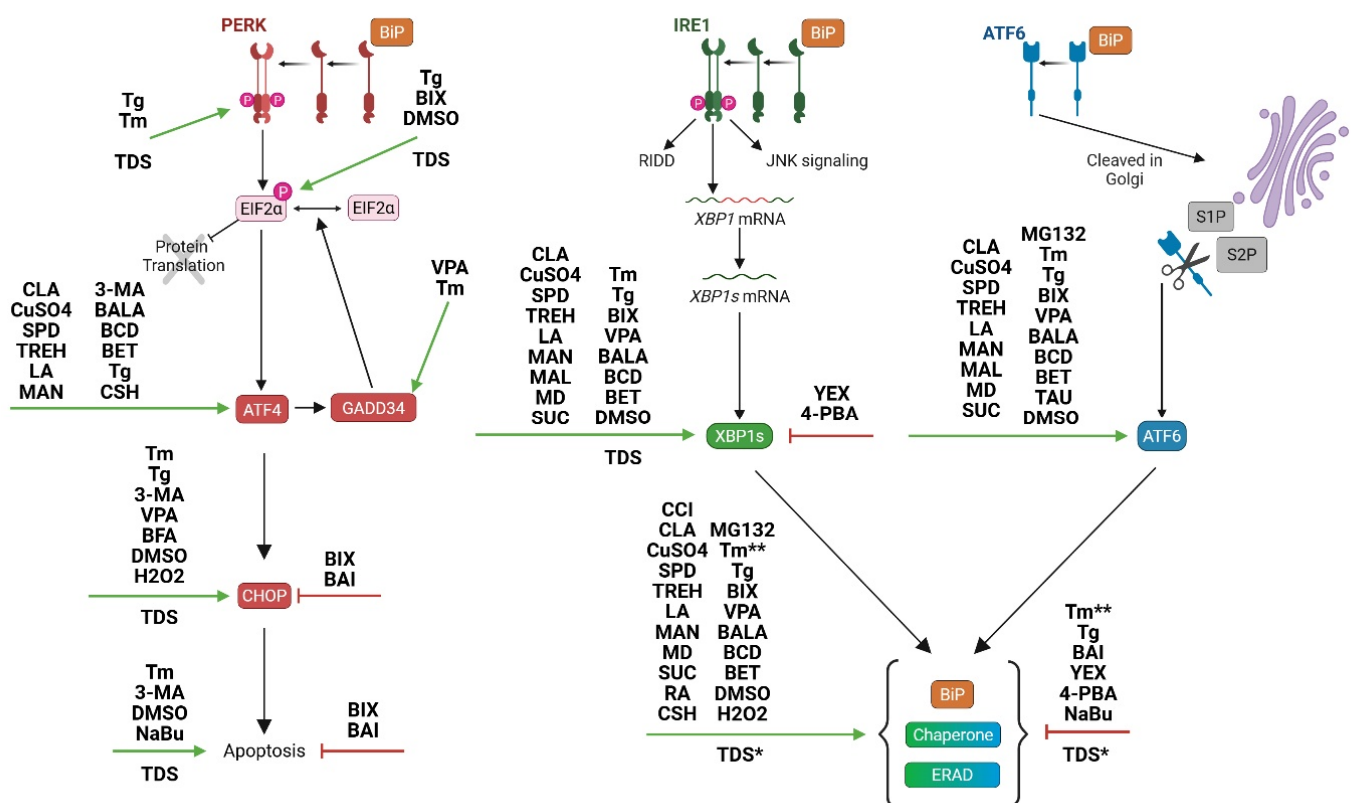 PERK
BiP
P
P
Tg
Tm
TDS
Tg
BIX
DMSO
TDS
P
EIF2α
EIF2α
Protein
Translation
VPA
Tm
CLA
CuSO4
SPD
TREH
LA
MAN
3-MA
BALA
BCD
BET
Tg
CSH
ATF4
GADD34
Tm
Tg
3-MA
VPA
BFA
DMSO
H2O2
TDS
CHOP
BIX
BAI
Tm
3-MA
DMSO
NaBu
TDS
Apoptosis
BIX
BAI
IRE1
BiP
P
P
RIDD
JNK signaling
XBP1 mRNA
XBP1s mRNA
CLA
CuSO4
SPD
TREH
LA
MAN
MAL
MD
SUC
Tm
Tg
BIX
VPA
BALA
BCD
BET
DMSO
TDS
XBP1s
YEX
4-PBA
ATF6
BiP
Cleaved in
Golgi
S1P
S2P
CLA
CuSO4
SPD
TREH
LA
MAN
MAL
MD
SUC
MG132
Tm
Tg
BIX
VPA
BALA
BCD
BET
TAU
DMSO
ATF6
CCI
CLA
CuSO4
SPD
TREH
LA
MAN
MD
SUC
RA
CSH
MG132
Tm**
Tg
BIX
VPA
BALA
BCD
BET
DMSO
H2O2
TDS*
BiP
Chaperone
ERAD
Tm**
Tg
BAI
YEX
4-PBA
NaBu
TDS*